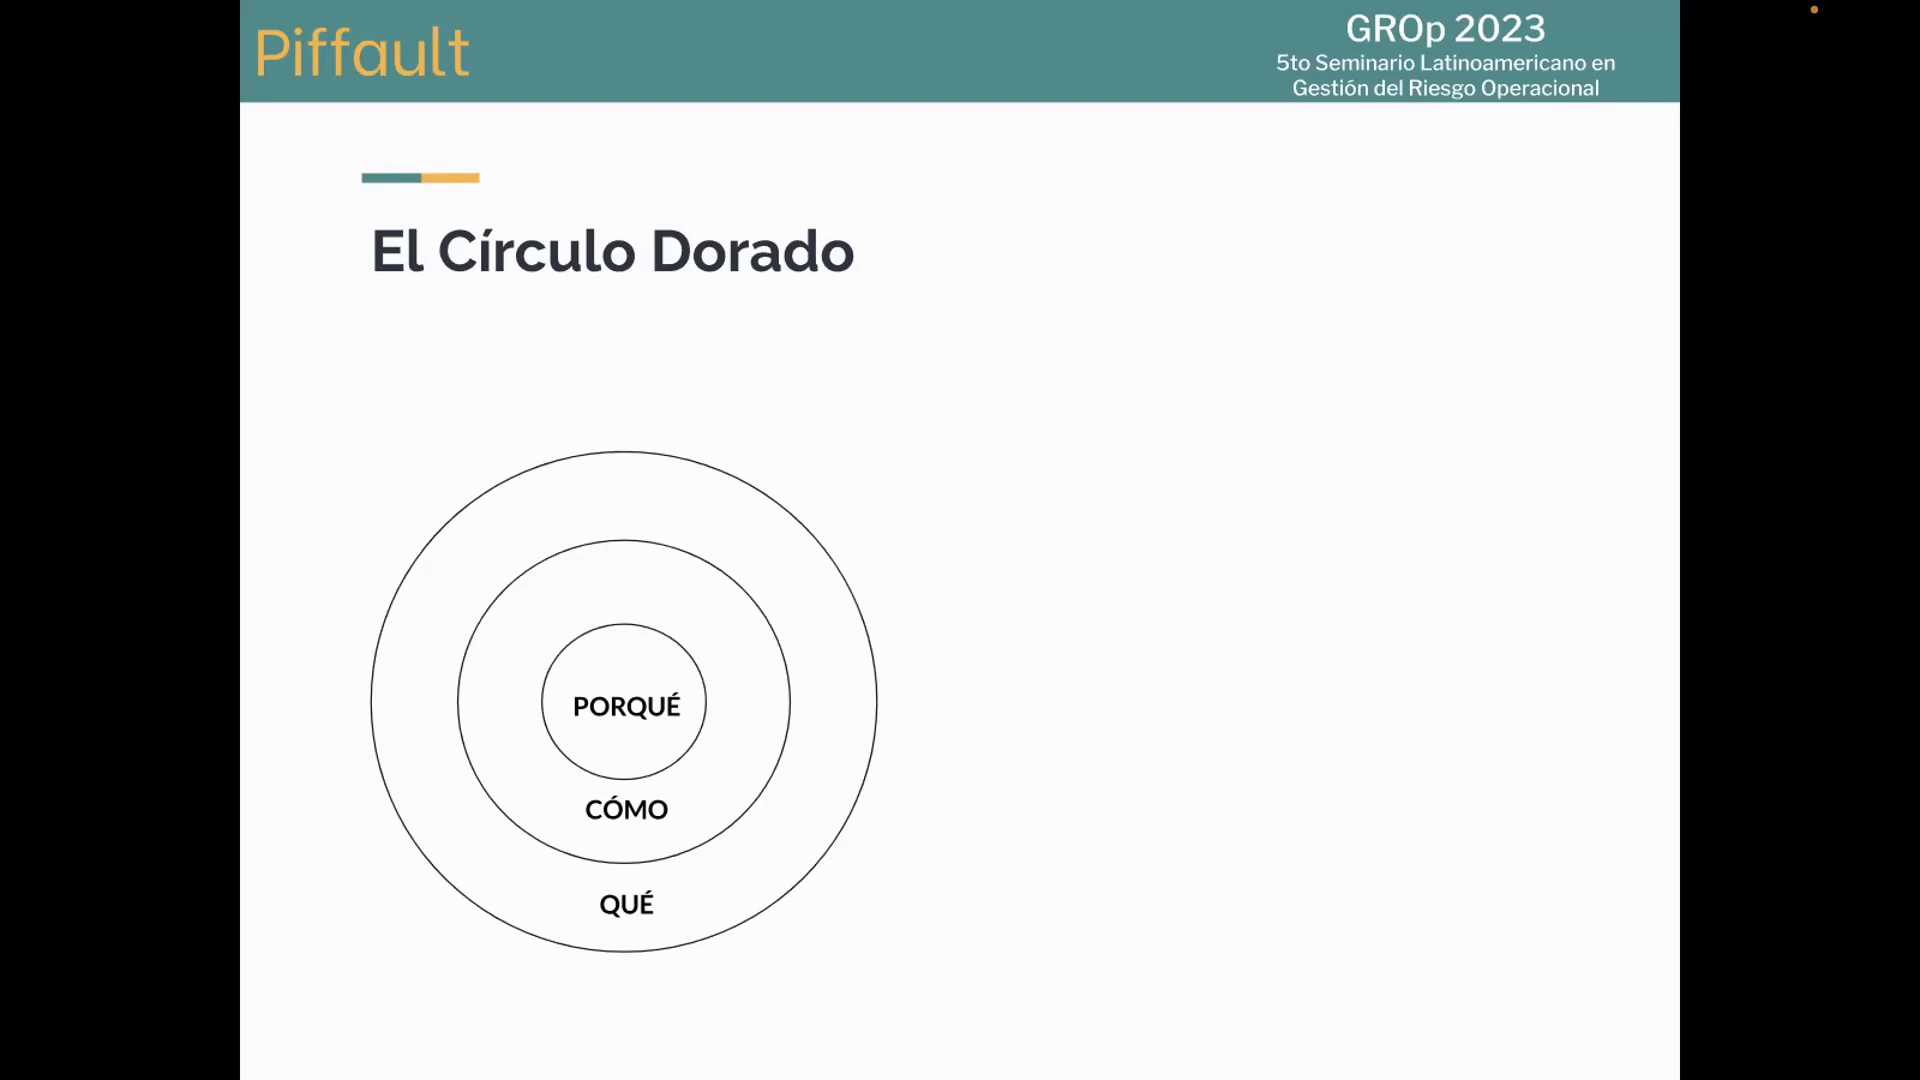 Piffault
GROp 2023
5to Seminario Latinoamericano en
Gestión del Riesgo Operacional
El Círculo Dorado
PORQUÉ
CÓMO
QUÉ